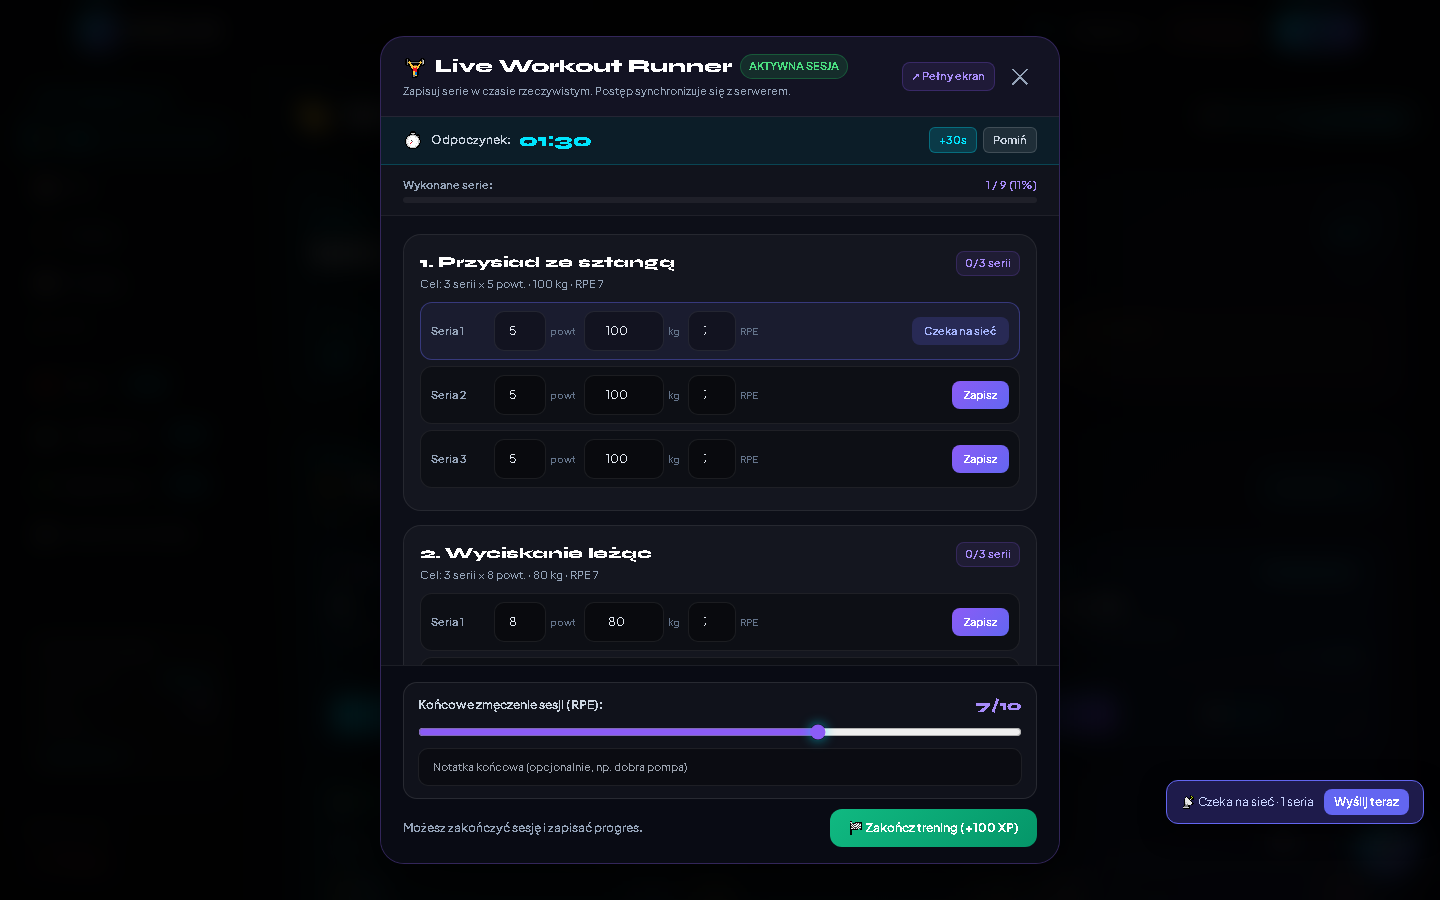 Live Workout Runner AKTYWNA SESJA
↗ Pełny ekran
Zapisuj serie w czasie rzeczywistym. Postęp synchronizuje się z serwerem.
Odpoczynek: 01:30 +30s Pomiń
Wykonane serie: 1 / 9 (11%)
1. Przysiad ze sztangą 0/3 serii
Cel: 3 serii × 5 powt. · 100 kg · RPE 7
Seria 1 5 powt 100 kg RPE Czeka na sieć
Seria 2 5 powt 100 kg RPE Zapisz
Seria 3 5 powt 100 kg RPE Zapisz
2. Wyciskanie leżąc 0/3 serii
Cel: 3 serii × 8 powt. · 80 kg · RPE 7
Seria 1 8 powt 80 kg RPE Zapisz
Końcowe zmęczenie sesji (RPE): 7/10
Notatka końcowa (opcjonalnie, np. dobra pompa)
Możesz zakończyć sesję i zapisać progres.
Zakończ trening (+100 XP)
Czeka na sieć · 1 seria Wyślij teraz